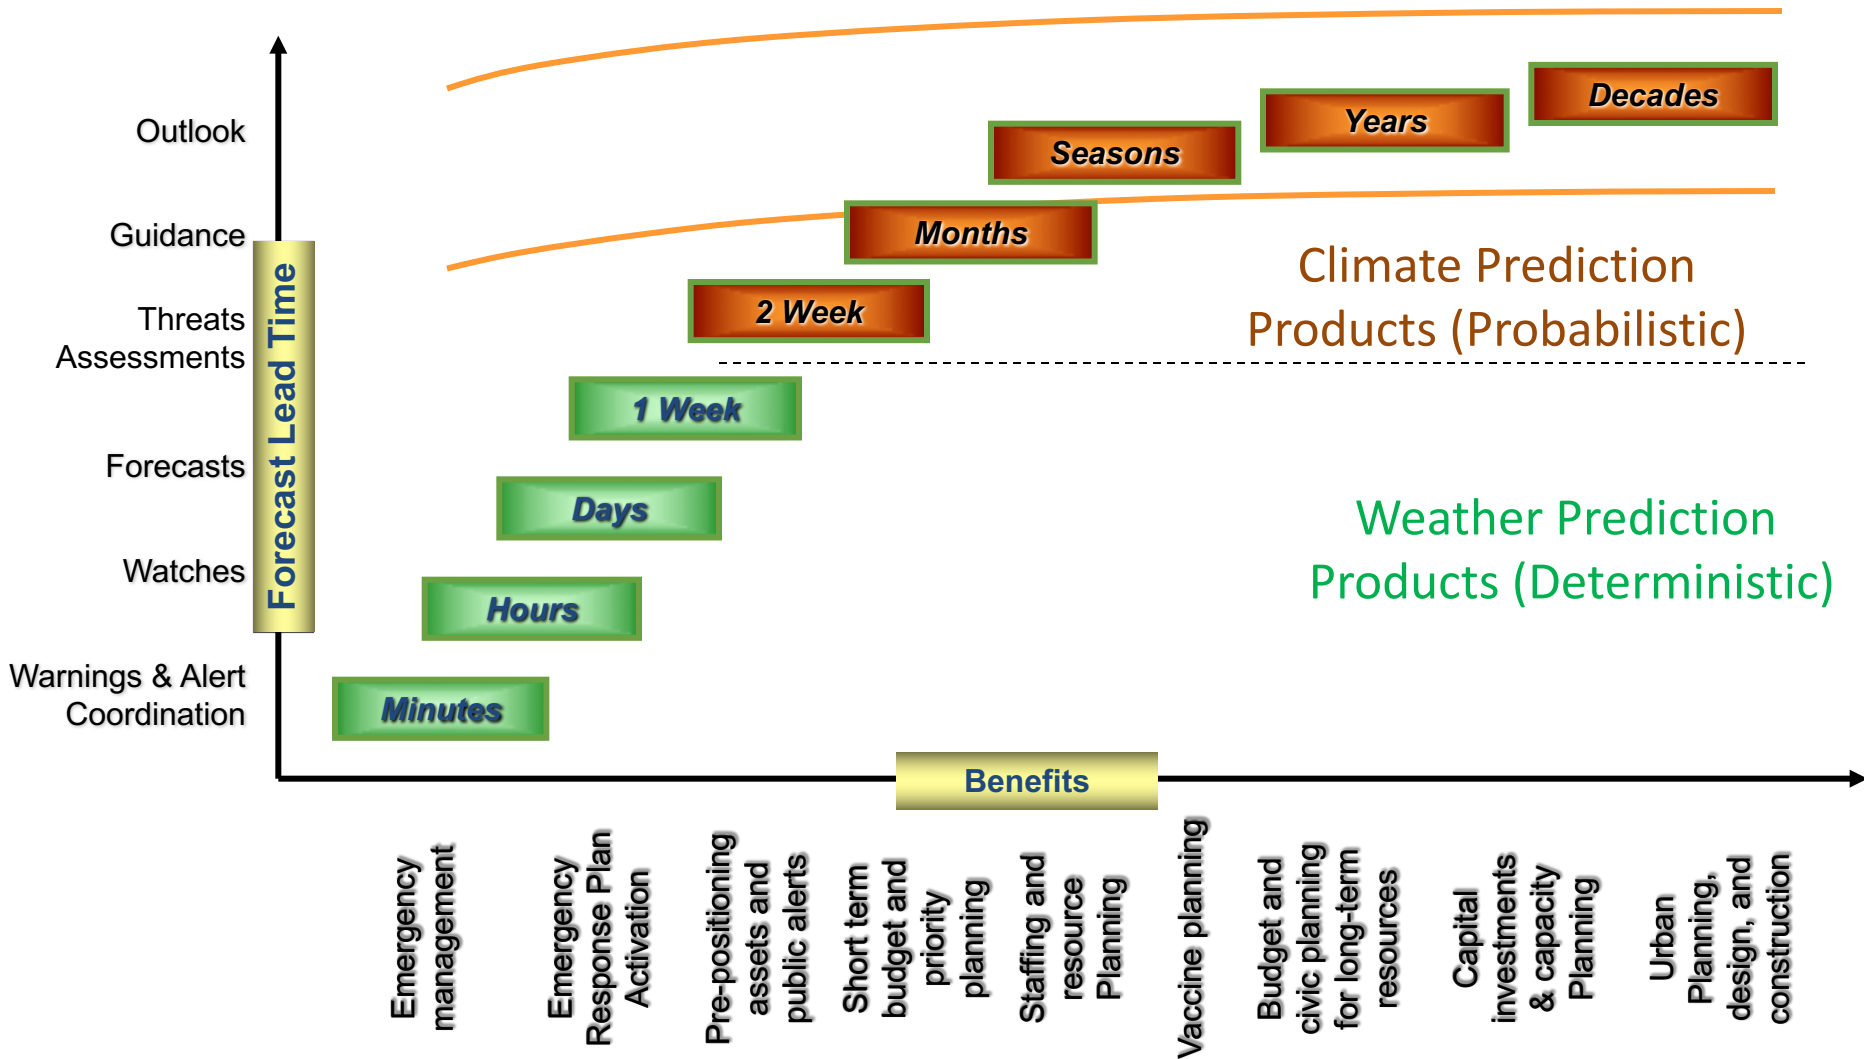 Outlook
Guidance
Threats
Assessments
Forecasts
Watches
Warnings & Alert
Coordination
Forecast Lead Time
Decades
Years
Seasons
Months
2 Week
1 Week
Days
Hours
Minutes
Climate Prediction
Products (Probabilistic)
Weather Prediction
Products (Deterministic)
Benefits
Emergency
management
Emergency
Response Plan
Activation
Pre-positioning
assets and
public alerts
Short term
budget and
priority
planning
Staffing and
resource
Planning
Vaccine planning
Budget and
civic planning
for long-term
resources
Capital
investments
& capacity
Planning
Urban
Planning,
design, and
construction